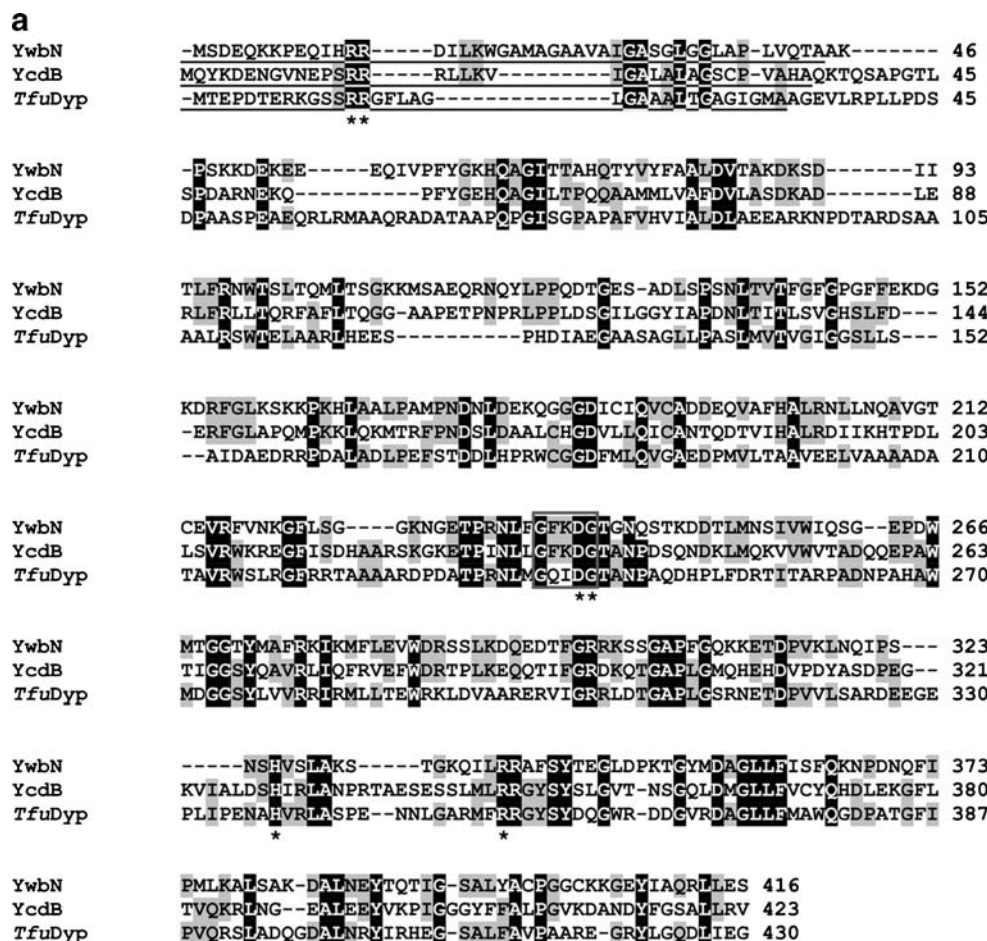 a
YwbN -MSDEQKKPEQIHRR-----DILKWGAMAGAAVAIGASGLGGLAP-LVQTAAK------- 46
YcdB MQYKDENGVNEPSRR-----RLLKV----------IGALALAGSCP-VAHAQKTQSAPGTL 45
TfuDyp --MTEPDTERKGSSRRGFLAG--------------LGAAALTGAGIGMAAGEVLRPLLPDS 45
**
YwbN -PSKKDEKEE-----EQIVPFYGKHQAGITTAHQTYVYFAALDVTAKDKSD------II 93
YcdB SPDARNEKQ--------PFYGEHQAGILTPQQAAMMLVAFDVLASDKAD------LE 88
TfuDyp DPAASPEAEQRLRMAAQRADATAAPQPGISGPAPAFVHVIALDLAEEARKNPDTARDSAA 105
YwbN TLFRNWTSLTQMLTSGKKMSAEQRNQYLPPQDTGES-ADLSPSNLTVTFGFGPGFFEKDG 152
YcdB RLFRLLTQRFAFLTQGG-AAPETPNPRLPPLDSGILGGYIAPDNLTITLSVGHSLFD--- 144
TfuDyp AALRSWTELAARLHEES----------PHDIAEGAASAGLLPASLMVTVGIGGSLLS--- 152
YwbN KDRFGLKSKKPKHLAALPAMPNDNLDEKQGGGDICIQVCADDEQVAFHALRNLLNQAVGT 212
YcdB -ERFGLAPQMPKKLQKMTRFPNDSLDAALCHGDVLLQICANTQDTVIHALRDIIKHTPDL 203
TfuDyp --AIDAEDRRPDALADLPEFSTDDLHPRWCGGDFMLQVGAEDPMVLTAAVEELVAAAADA 210
YwbN CEVRFVNKGFLSG----GKNGETPRNLFGFKDGTGNQSTKDDTLMNSIVWIQSG--EPDW 266
YcdB LSVRWKREGFISDHAARSKGKETPINLLGFKDGTANPDSQNDKLMQKVVWVTADQQEPAW 263
TfuDyp TAVRWSLRGFRRTAAAARDPDATPRNLMGQIDGTANPAQDHPLFDRTITARPADNPAHAW 270
**
YwbN MTGGTYMAFRKIKMFLEVWDRSSLKDQEDTFGRRKSSGAPFGQKKETDPVKLNQIPS-- 323
YcdB TIGGSYQAVRLIQFRVEFWDRTPLKEQQTIFGRDKQTGAPLGMQHEHDVPDYASDPEG-- 321
TfuDyp MDGGSYLVVRRIRMLLTEWRKLDVAARERVIGRRLDTGAPLGSRNETDPVVLSARDEEGE 330
YwbN -----NSHVSLAKS-----TGKQILRRAFSYTEGLDPKTGYMDAGLLFISFQKNPDNQFI 373
YcdB KVIALDSHIRLANPRTAESESSLMLRRGYSYSLGVT-NSGQLDMGLLFVCYQHDLEKGFL 380
TfuDyp PLIPENAHVRLASPE--NNLGARMFRRGYSYDQGWR-DDGVRDAGLLFMAWQGDPATGFI 387
* *
YwbN PMLKALSAK-DALNEYTQTIG-SALYACPGGCKKGEYIAQRLLES 416
YcdB TVQKRLNG--EALEEYVKPIGGGYFFALPGVKDANDYFGSALLRV 423
TfuDyp PVQRSLADQGDALNRYIRHEG-SALFAVPAARE-GRYLGQDLIEG 430